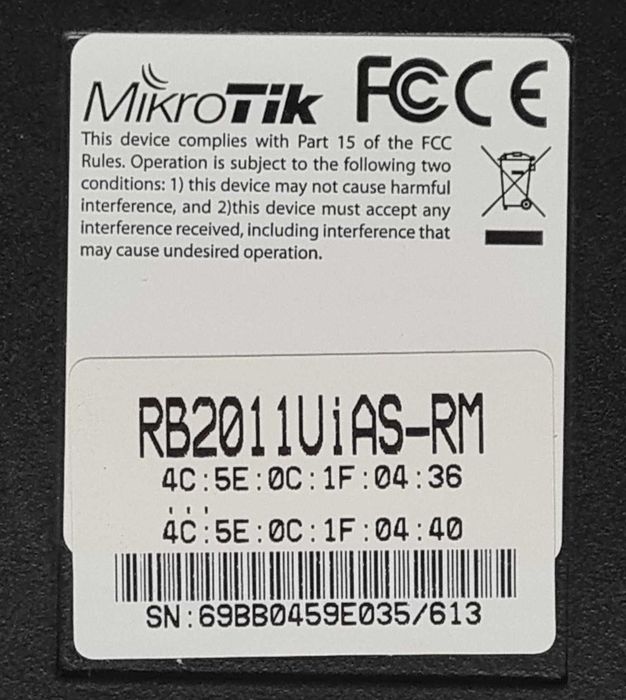 MikroTik FCC CE
This device complies with Part 15 of the FCC
Rules. Operation is subject to the following two
conditions: 1) this device may not cause harmful
interference, and 2)this device must accept any
interference received, including interference that
may cause undesired operation.
RB2011UiAS-RM
4C:5E:0C:1F:04:36
...
4C:5E:0C:1F:04:40
SN:69BB0459E035/613